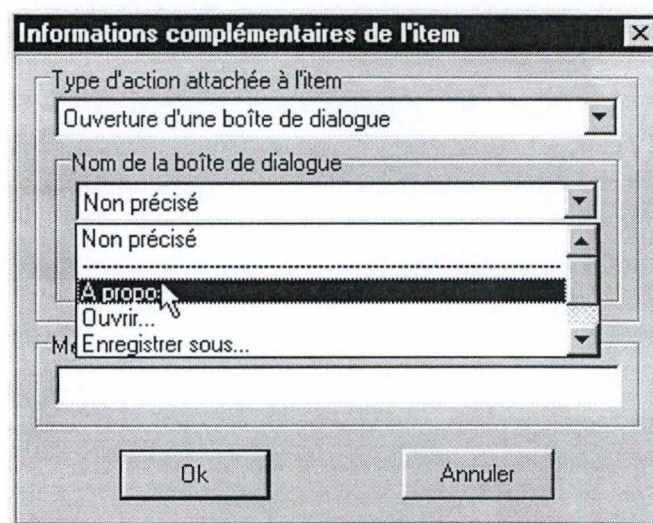 Informations complémentaires de l'item
Type d'action attachée à l'item
Ouverture d'une boîte de dialogue
Nom de la boîte de dialogue
Non précisé
Non précisé
A propo
Ouvrir...
Enregistrer sous...
Ok
Annuler